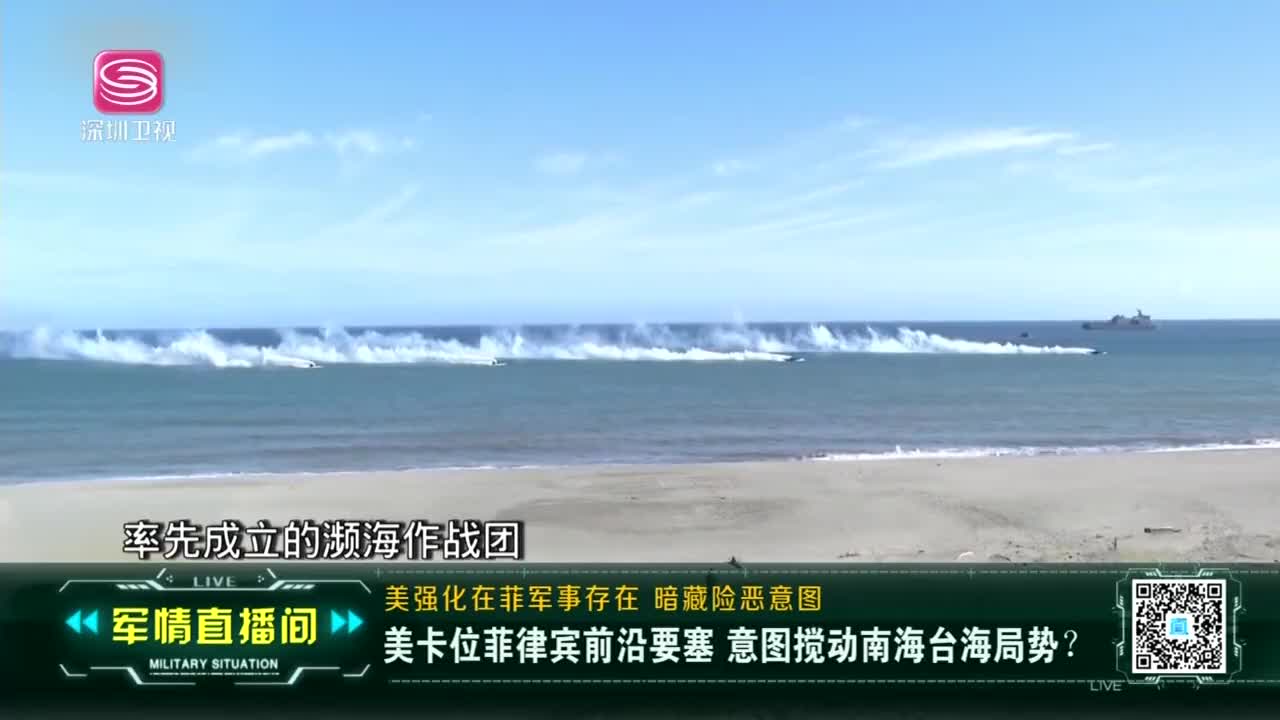 深圳卫视
率先成立的濒海作战团
LIVE
军情直播间
MILITARY SITUATION
美强化在菲军事存在 暗藏险恶意图
美卡位菲律宾前沿要塞 意图搅动南海台海局势?
LIVE